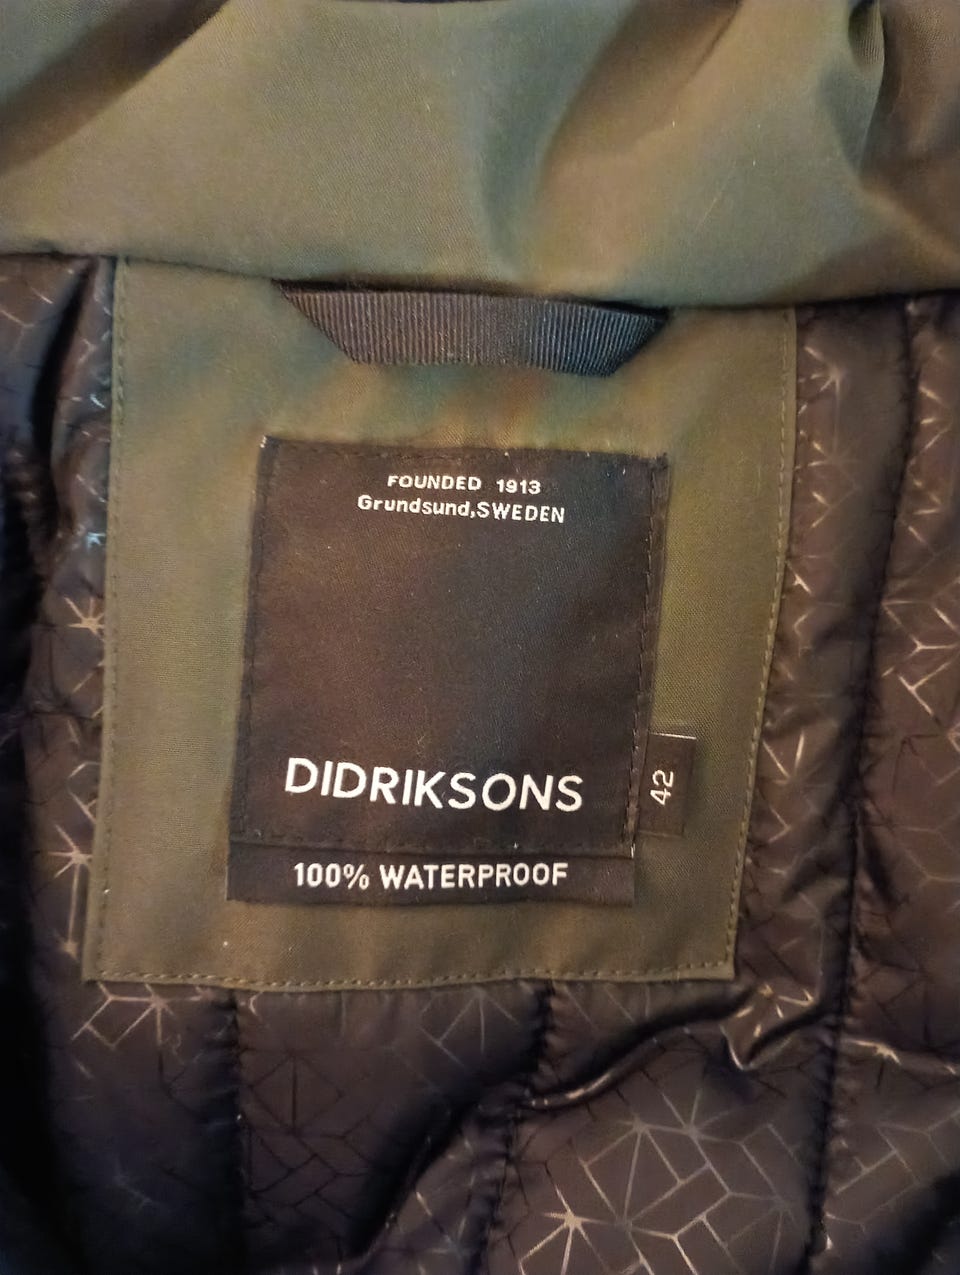 FOUNDED 1913
Grundsund,SWEDEN
DIDRIKSONS
42
100% WATERPROOF